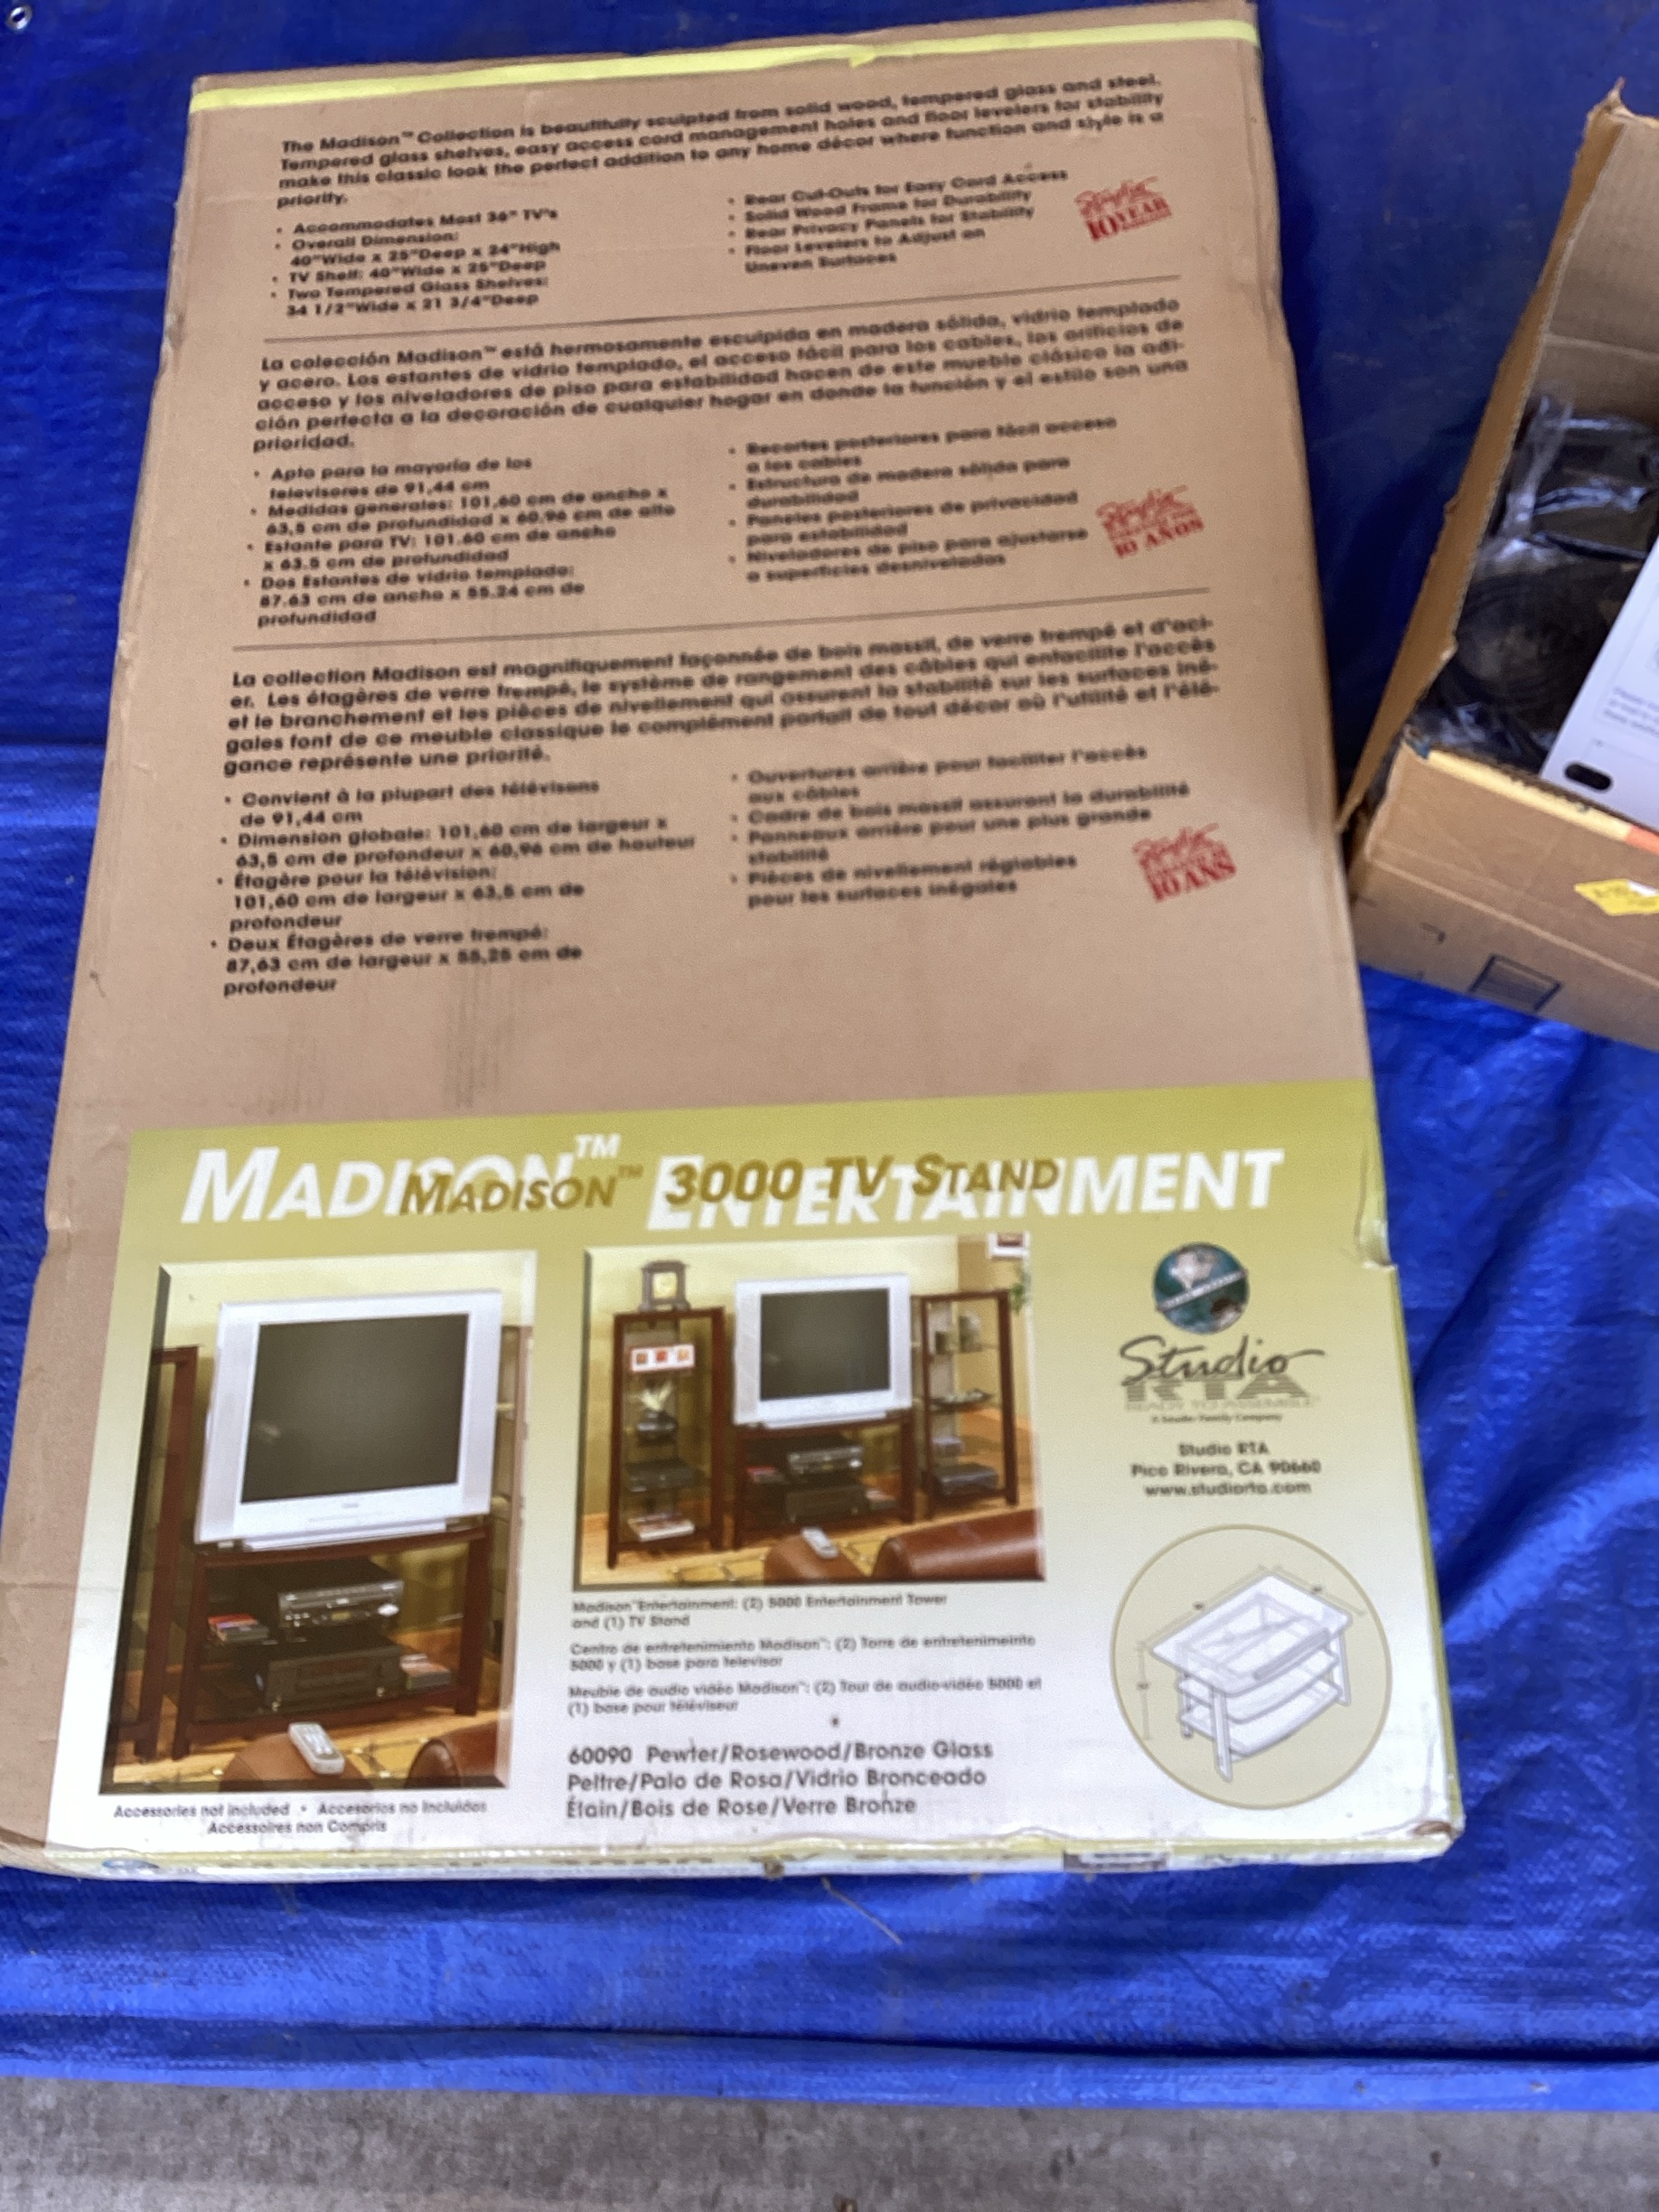 The Madison™ Collection is beautifully sculpted from solid wood, tempered glass and steel.
Tempered glass shelves, easy access cord management holes and floor levelers for stability
make this classic look the perfect addition to any home décor where function and style is a
priority.
• Accommodates Most 36" TV's
• Overall Dimension:
40"Wide x 25"Deep x 24"High
• TV Shelf: 40"Wide x 25"Deep
• Two Tempered Glass Shelves:
34 1/2"Wide x 21 3/4"Deep
• Rear Cut-Outs for Easy Cord Access
• Solid Wood Frame for Durability
• Rear Privacy Panels for Stability
• Floor Levelers to Adjust on
Uneven Surfaces
Studio
10 YEAR
La colección Madison™ está hermosamente esculpida en madera sólida, vidrio templado
y acero. Los estantes de vidrio templado, el acceso fácil para los cables, los orificios de
acceso y los niveladores de piso para estabilidad hacen de este mueble clásico la adi-
ción perfecta a la decoración de cualquier hogar en donde la función y el estilo son una
prioridad.
• Apto para la mayoría de los
televisores de 91,44 cm
• Medidas generales: 101,60 cm de ancho x
63,5 cm de profundidad x 60,96 cm de alto
• Estante para TV: 101.60 cm de ancho
x 63.5 cm de profundidad
• Dos Estantes de vidrio templado:
87.63 cm de ancho x 55.24 cm de
profundidad
• Recortes posteriores para fácil acceso
a los cables
• Estructura de madera sólida para
durabilidad
• Paneles posteriores de privacidad
para estabilidad
• Niveladores de piso para ajustarse
a superficies desniveladas
Studio
10 AÑOS
La collection Madison est magnifiquement façonnée de bois massif, de verre trempé et d'aci-
er. Les étagères de verre trempé, le système de rangement des câbles qui enfacilite l'accès
et le branchement et les pièces de nivellement qui assurent la stabilité sur les surfaces iné-
gales font de ce meuble classique le complément parfait de tout décor où l'utilité et l'élé-
gance représente une priorité.
• Convient à la plupart des télévisons
de 91,44 cm
• Dimension globale: 101,60 cm de largeur x
63,5 cm de profondeur x 60,96 cm de hauteur
• Étagère pour la télévision:
101,60 cm de largeur x 63,5 cm de
profondeur
• Deux Étagères de verre trempé:
87,63 cm de largeur x 55,25 cm de
profondeur
• Ouvertures arrière pour faciliter l'accès
aux câbles
• Cadre de bois massif assurant la durabilité
• Panneaux arrière pour une plus grande
stabilité
• Pièces de nivellement réglables
pour les surfaces inégales
Studio
10 ANS
MADISON™ ENTERTAINMENT
MADISON™ 3000 TV STAND
Studio
RTA
READY TO ASSEMBLE
Studio RTA
Pico Rivera, CA 90660
www.studiorta.com
Madison™ Entertainment: (2) 5000 Entertainment Tower
and (1) TV Stand
Centro de entretenimiento Madison™: (2) Torre de entretenimeinto
5000 y (1) base para televisor
Meuble de audio vidéo Madison™: (2) Tour de audio-vidéo 5000 et
(1) base pour téléviseur
60090 Pewter/Rosewood/Bronze Glass
Peltre/Palo de Rosa/Vidrio Bronceado
Étain/Bois de Rose/Verre Bronze
Accessories not included • Accesorios no Incluidos
Accessoires non Compris